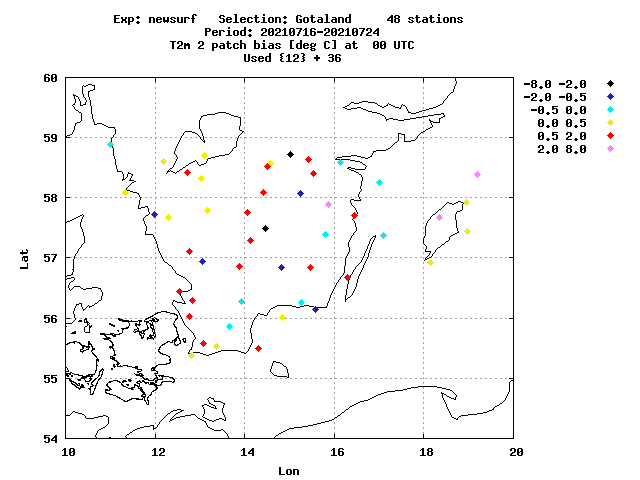 Exp: newsurf Selection: Gotaland 48 stations
Period: 20210716-20210724
T2m 2 patch bias [deg C] at 00 UTC
Used {12} + 36
-8.0 -2.0
-2.0 -0.5
-0.5 0.0
0.0 0.5
0.5 2.0
2.0 8.0
60
59
58
57
56
55
54
Lat
10 12 14 16 18 20
Lon